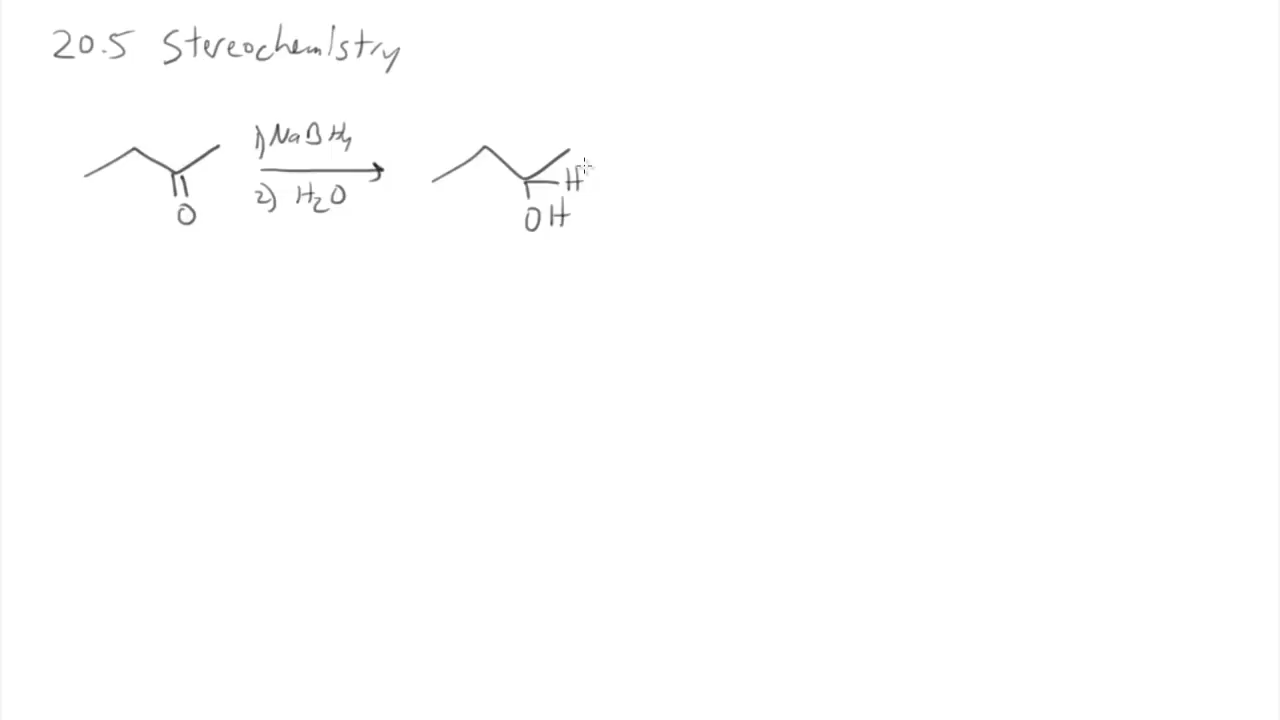 20.5 Stereochemistry
1) NaBH4
2) H2O
O
H
OH